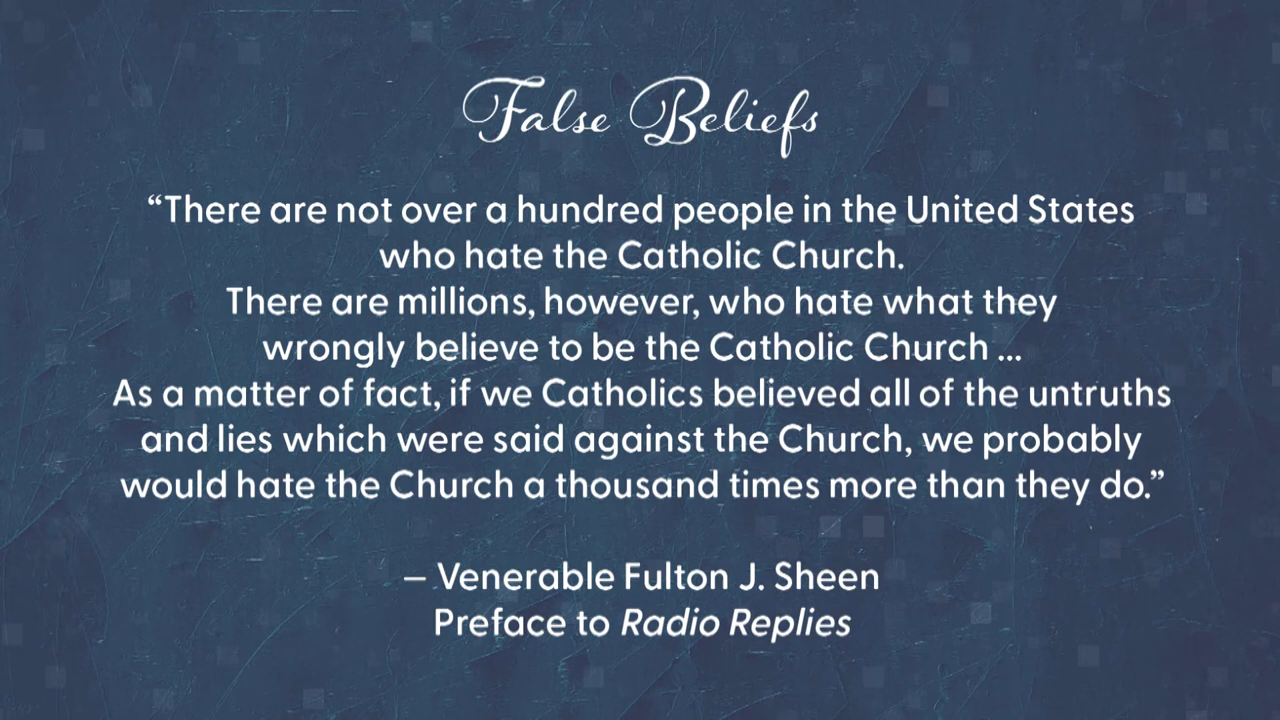 False Beliefs
“There are not over a hundred people in the United States
who hate the Catholic Church.
There are millions, however, who hate what they
wrongly believe to be the Catholic Church ...
As a matter of fact, if we Catholics believed all of the untruths
and lies which were said against the Church, we probably
would hate the Church a thousand times more than they do.”
– Venerable Fulton J. Sheen
Preface to Radio Replies